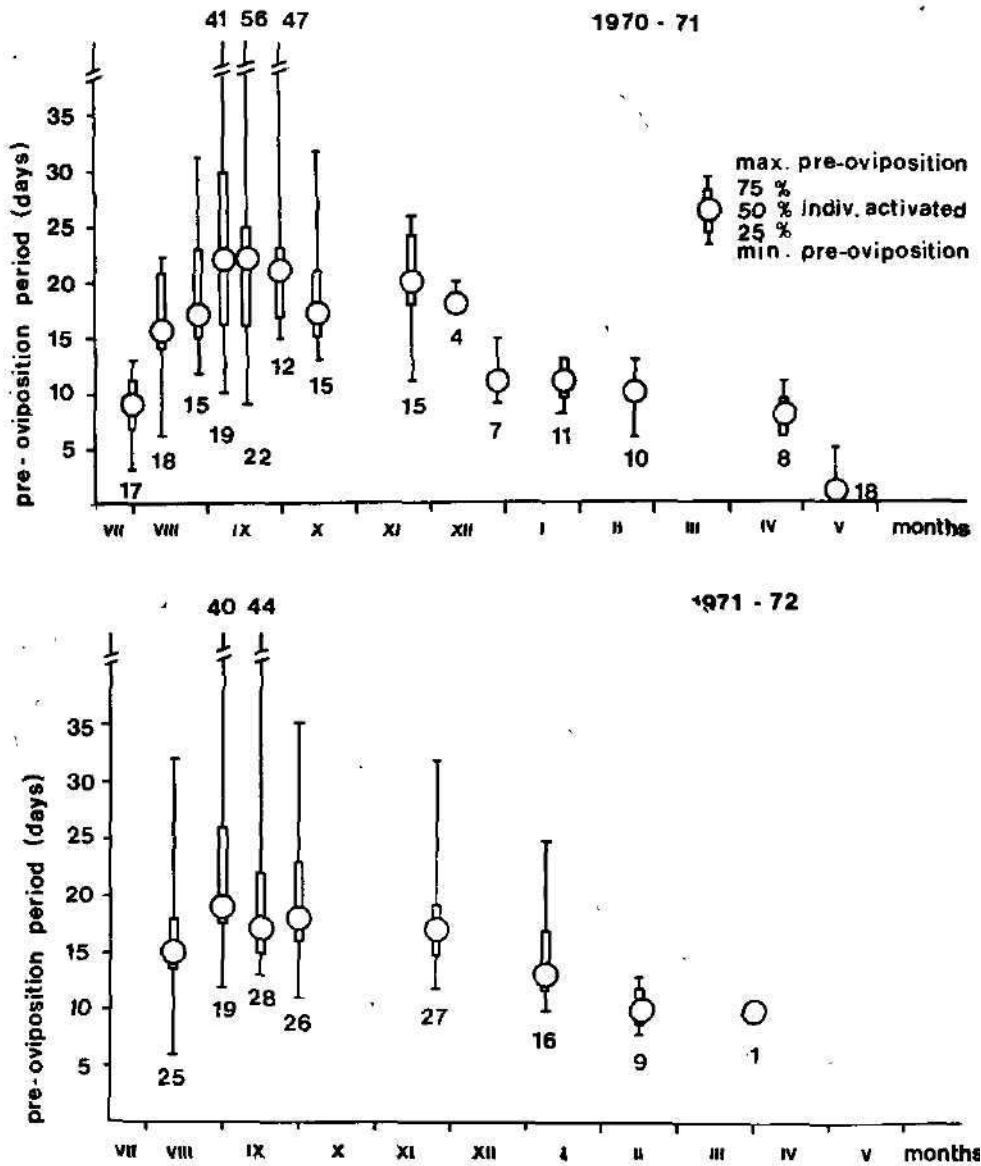 41 56 47 1970 - 71
35
30
25
20
15
10
5
pre-oviposition period (days)
max. pre-oviposition
75 %
50 % indiv. activated
25 %
min. pre-oviposition
17 18 15 19 22 12 15 15 4 7 11 10 8 18
VII VIII IX X XI XII I II III IV V months
40 44 1971 - 72
35
30
25
20
15
10
5
pre-oviposition period (days)
25 19 28 26 27 16 9 1
VII VIII IX X XI XII I II III IV V months